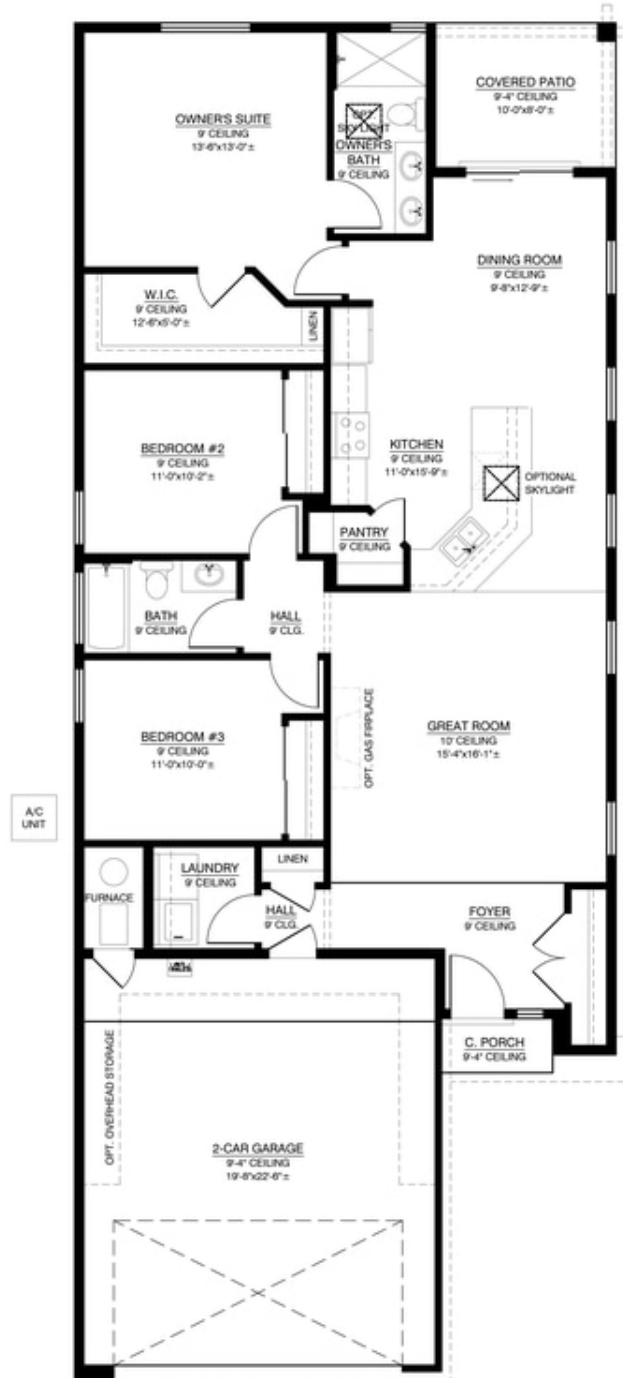 OWNER'S SUITE
9' CEILING
13'-6"x13'-0"±
OPT.
SKYLIGHT
OWNER'S
BATH
9' CEILING
COVERED PATIO
9'-4" CEILING
10'-0"x8'-0"±
DINING ROOM
9' CEILING
9'-8"x12'-9"±
W.I.C.
9' CEILING
12'-6"x5'-0"±
LINEN
BEDROOM #2
9' CEILING
11'-0"x10'-2"±
KITCHEN
9' CEILING
11'-0"x15'-9"±
OPTIONAL
SKYLIGHT
PANTRY
9' CEILING
BATH
9' CEILING
HALL
9' CLG.
BEDROOM #3
9' CEILING
11'-0"x10'-0"±
OPT. GAS FIRPLACE
GREAT ROOM
10' CEILING
15'-4"x16'-1"±
A/C
UNIT
FURNACE
LAUNDRY
9' CEILING
LINEN
HALL
9' CLG.
FOYER
9' CEILING
C. PORCH
9'-4" CEILING
OPT. OVERHEAD STORAGE
2-CAR GARAGE
9'-4" CEILING
19'-8"x22'-6"±